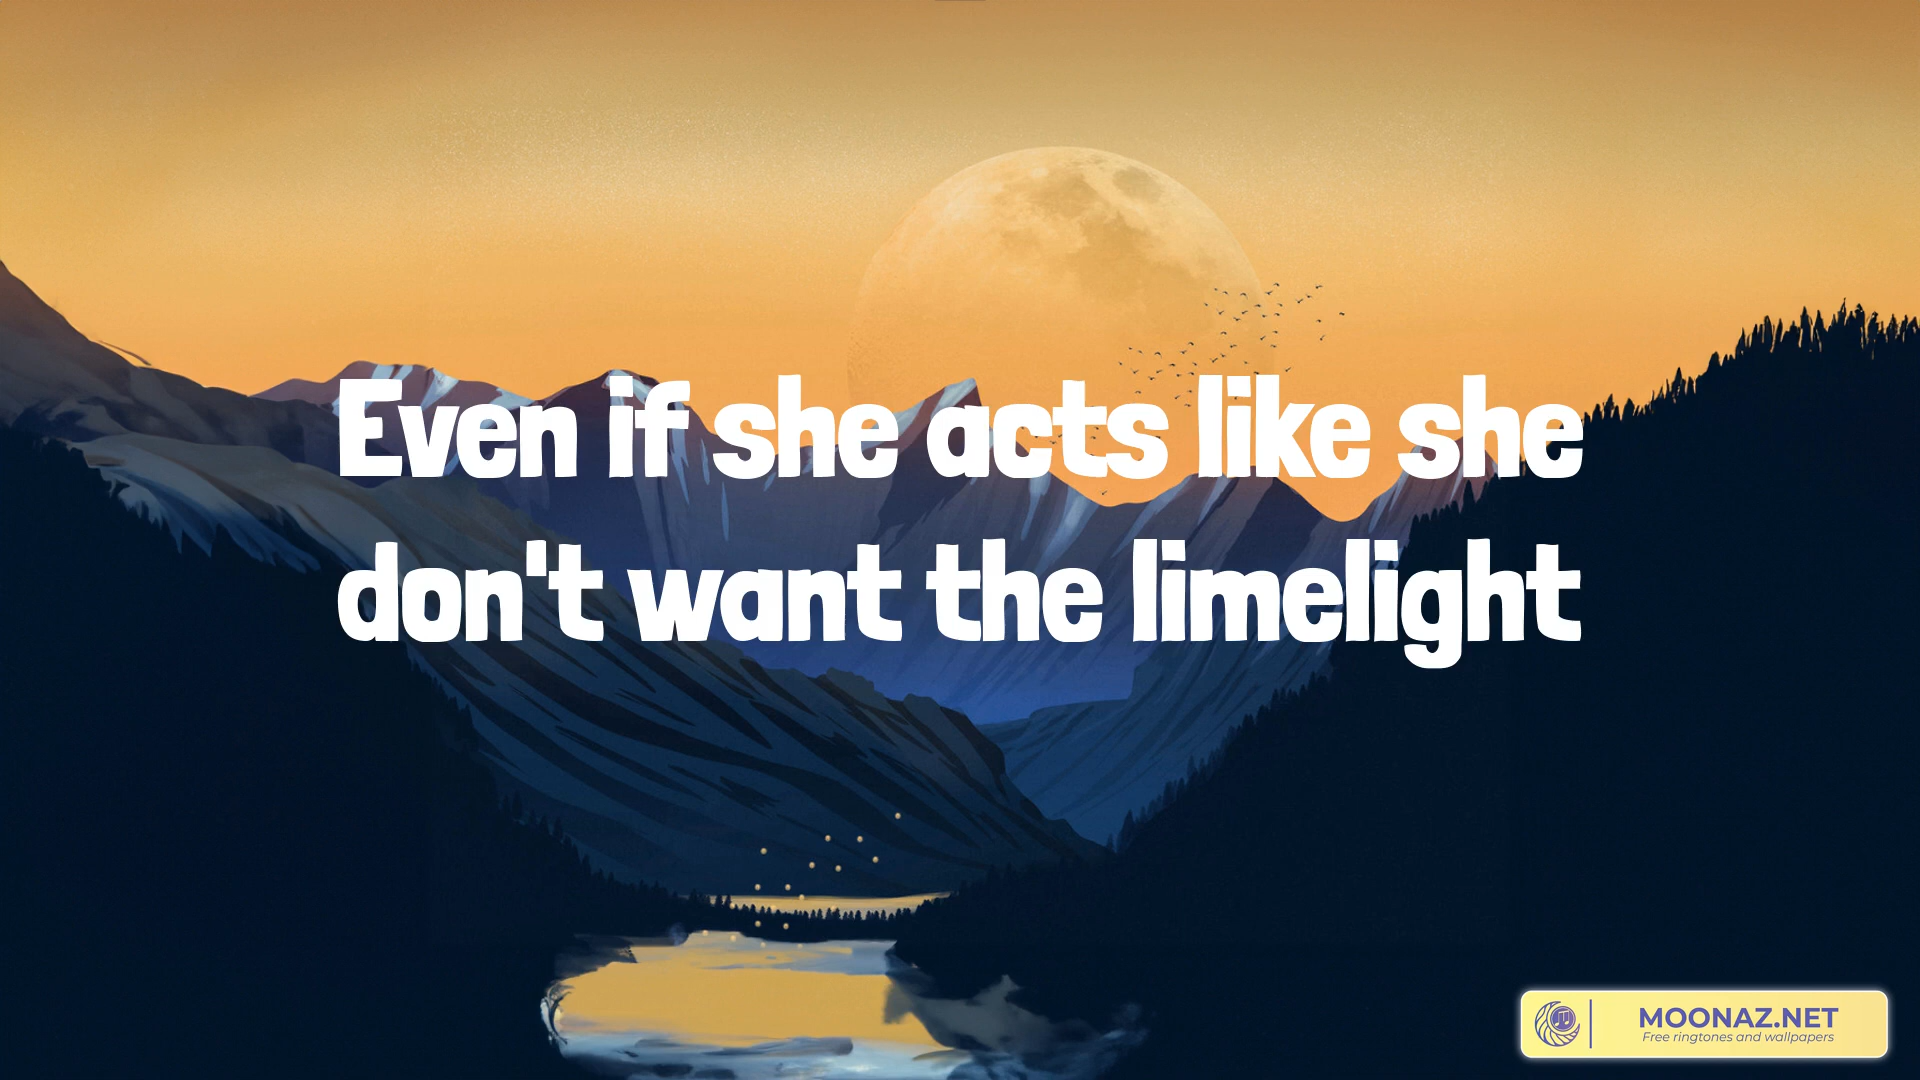 Even if she acts like she
don't want the limelight
MOONAZ.NET
Free ringtones and wallpapers